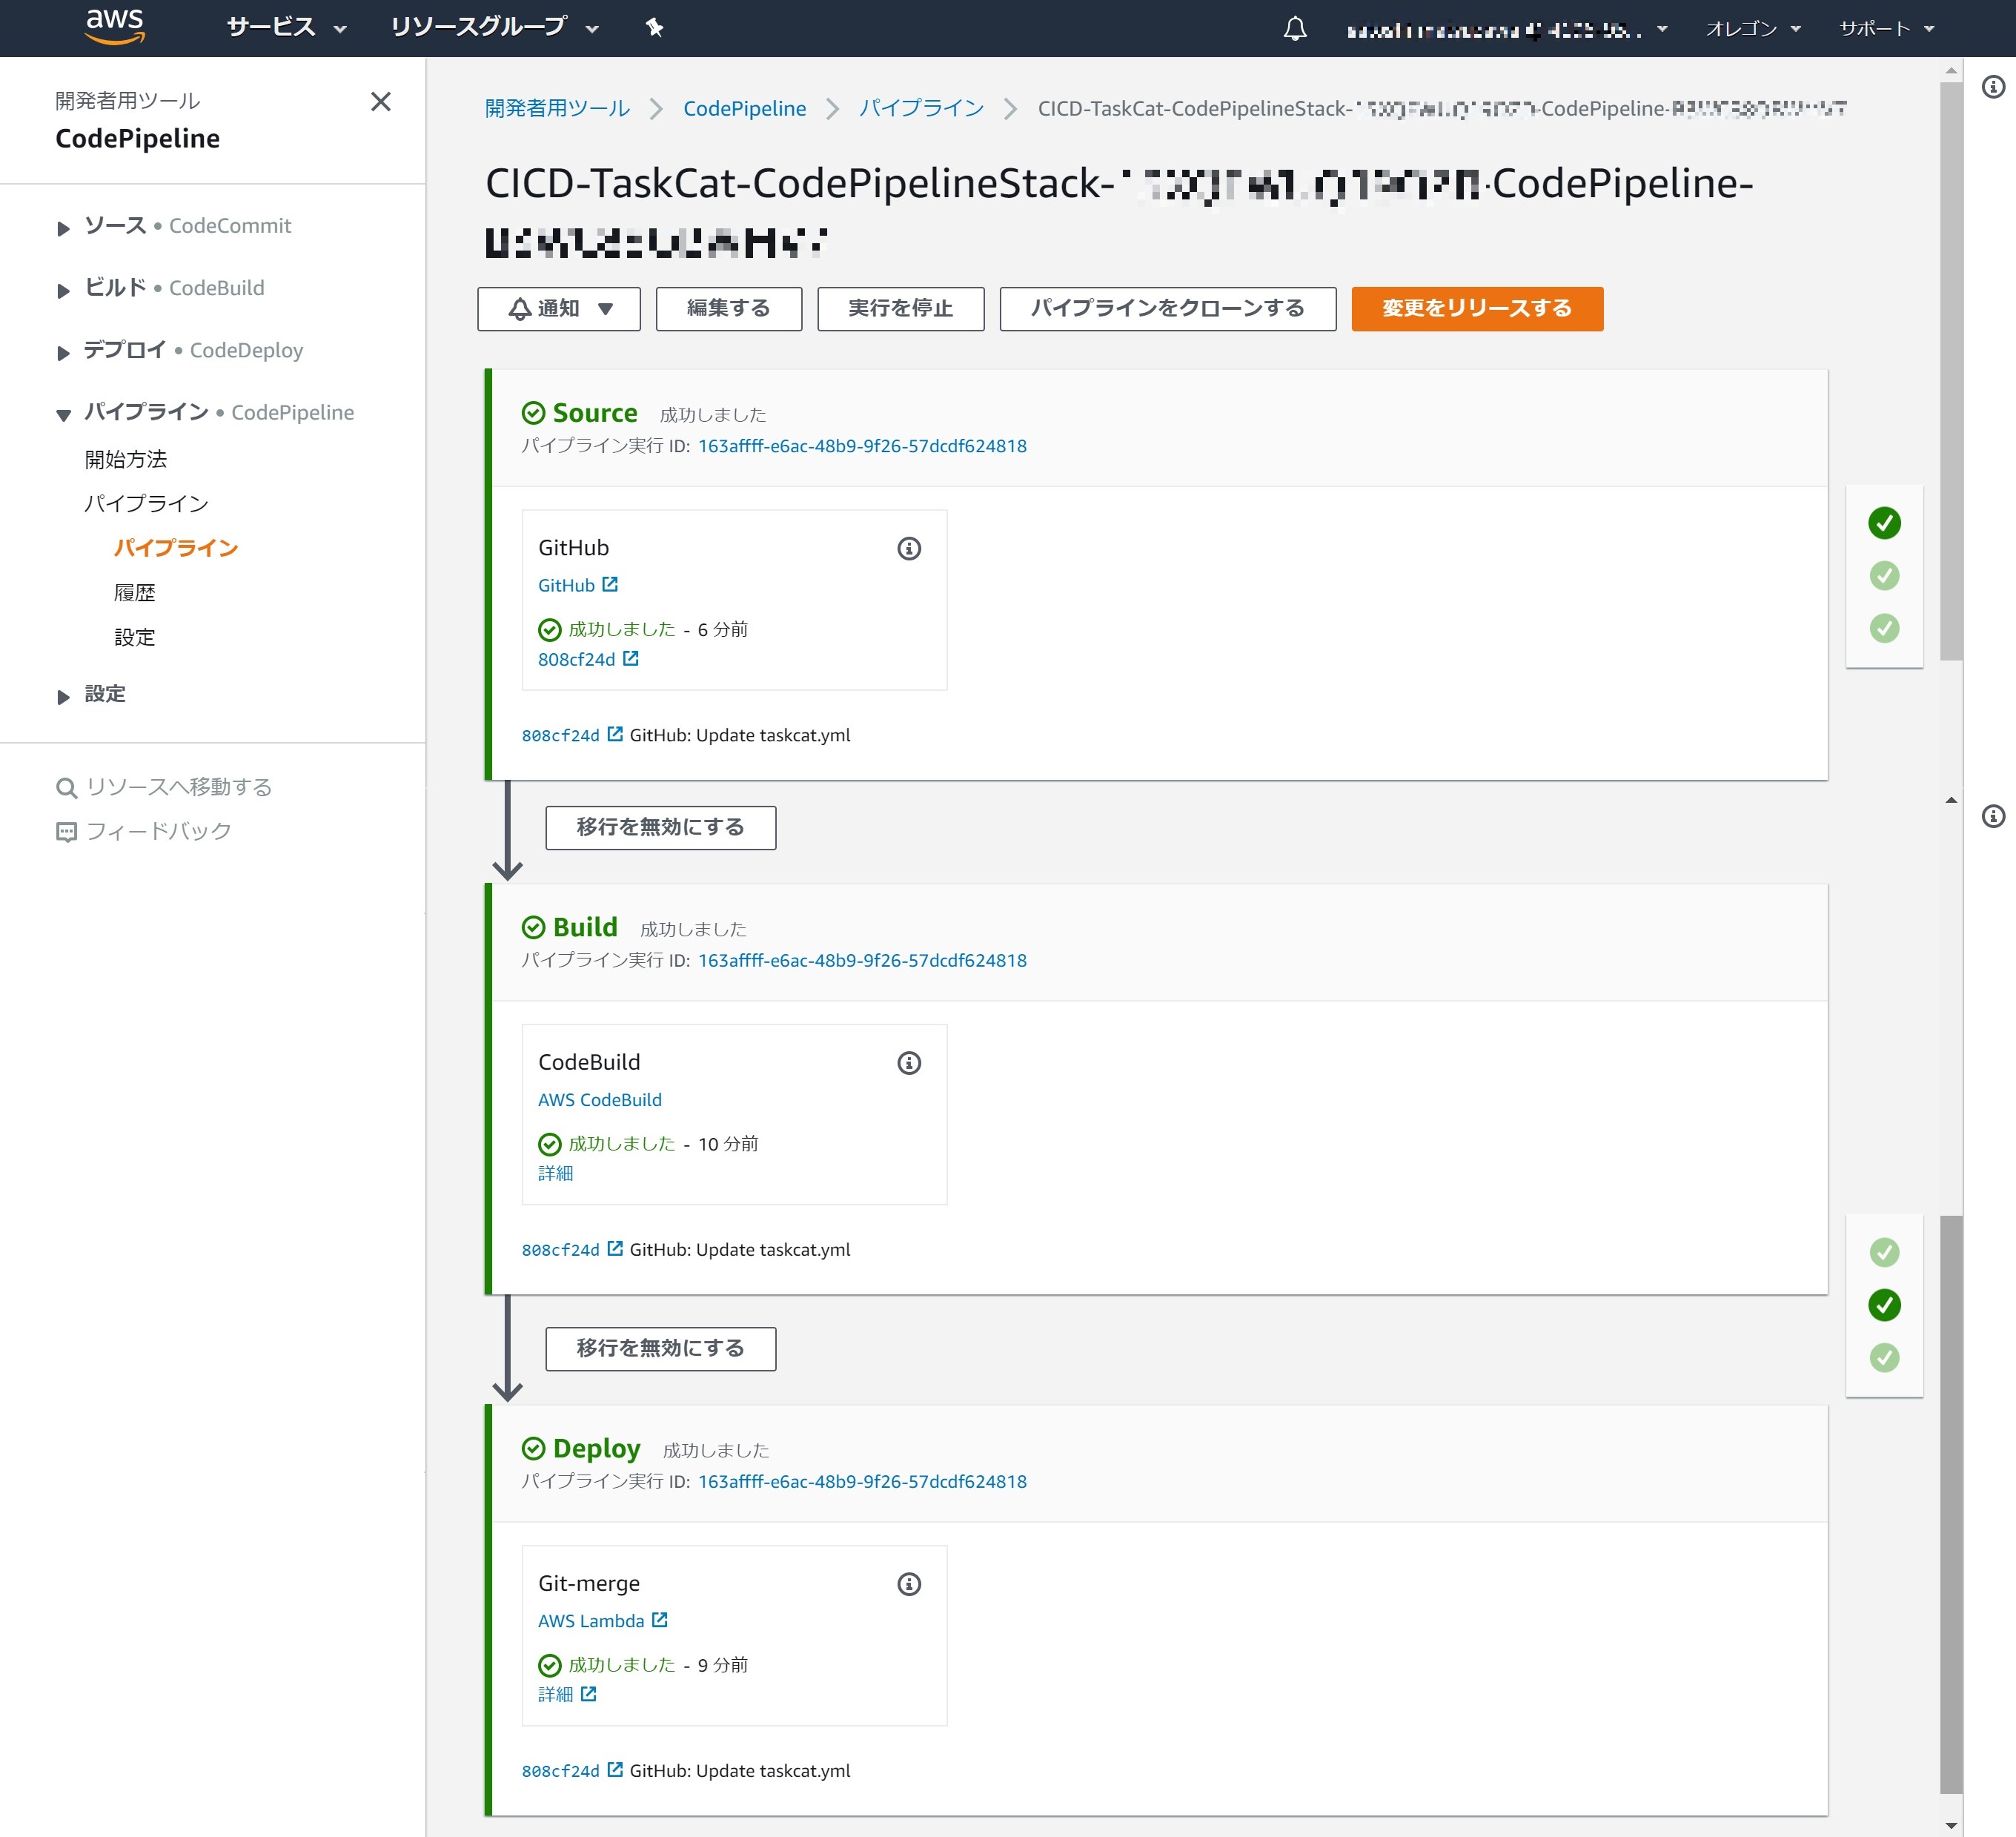 aws サービス リソースグループ オレゴン サポート
開発者用ツール
CodePipeline
ソース • CodeCommit
ビルド • CodeBuild
デプロイ • CodeDeploy
パイプライン • CodePipeline
開始方法
パイプライン
パイプライン
履歴
設定
設定
リソースへ移動する
フィードバック
開発者用ツール CodePipeline パイプライン CICD-TaskCat-CodePipelineStack- -CodePipeline-
CICD-TaskCat-CodePipelineStack- -CodePipeline-
通知 編集する 実行を停止 パイプラインをクローンする 変更をリリースする
Source 成功しました
パイプライン実行 ID: 163affff-e6ac-48b9-9f26-57dcdf624818
GitHub
GitHub
成功しました - 6 分前
808cf24d
808cf24d GitHub: Update taskcat.yml
移行を無効にする
Build 成功しました
パイプライン実行 ID: 163affff-e6ac-48b9-9f26-57dcdf624818
CodeBuild
AWS CodeBuild
成功しました - 10 分前
詳細
808cf24d GitHub: Update taskcat.yml
移行を無効にする
Deploy 成功しました
パイプライン実行 ID: 163affff-e6ac-48b9-9f26-57dcdf624818
Git-merge
AWS Lambda
成功しました - 9 分前
詳細
808cf24d GitHub: Update taskcat.yml